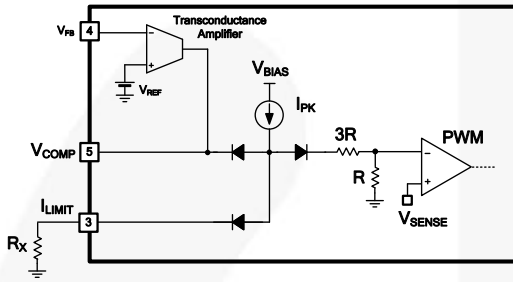 Transconductance
Amplifier
VFB
4
VREF
VBIAS
IPK
3R
PWM
VCOMP
5
R
ILIMIT
3
VSENSE
RX